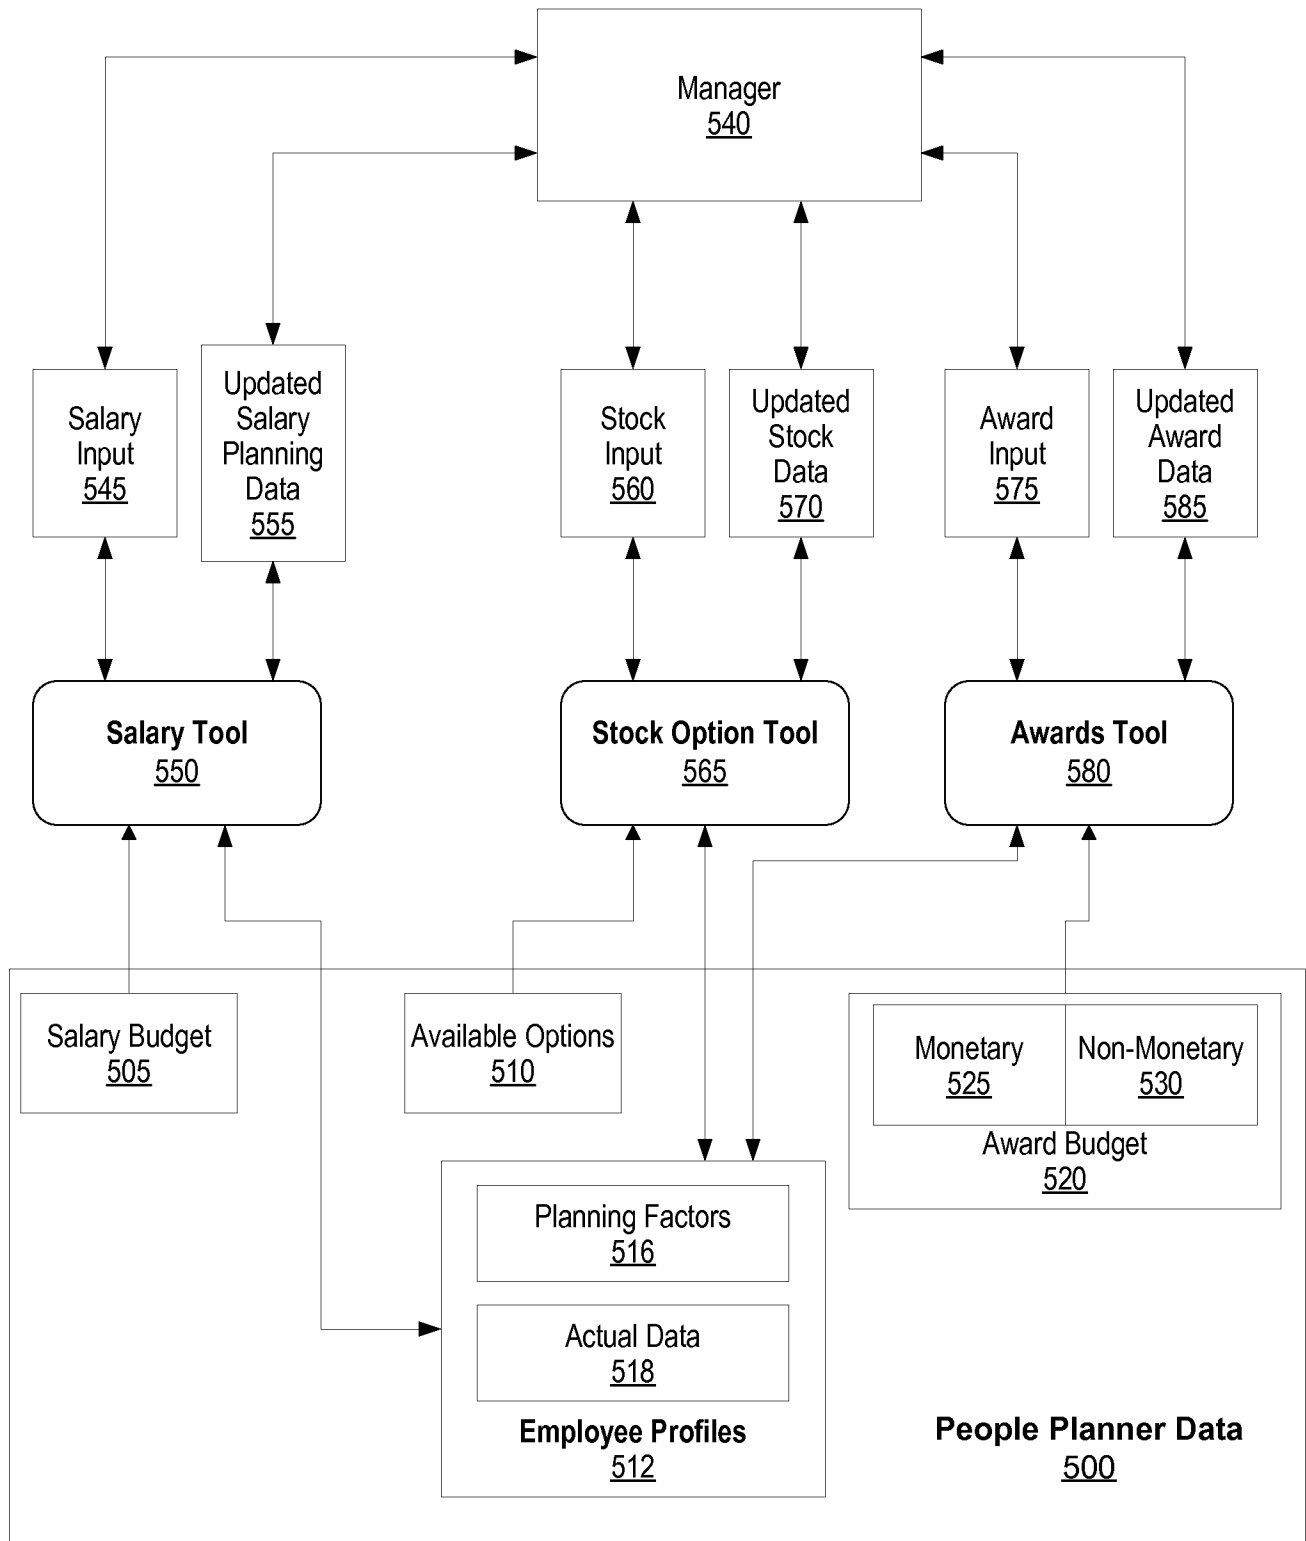 Manager
540
Salary
Input
545
Updated
Salary
Planning
Data
555
Stock
Input
560
Updated
Stock
Data
570
Award
Input
575
Updated
Award
Data
585
Salary Tool
550
Stock Option Tool
565
Awards Tool
580
Salary Budget
505
Available Options
510
Monetary
525
Non-Monetary
530
Award Budget
520
Planning Factors
516
Actual Data
518
Employee Profiles
512
People Planner Data
500